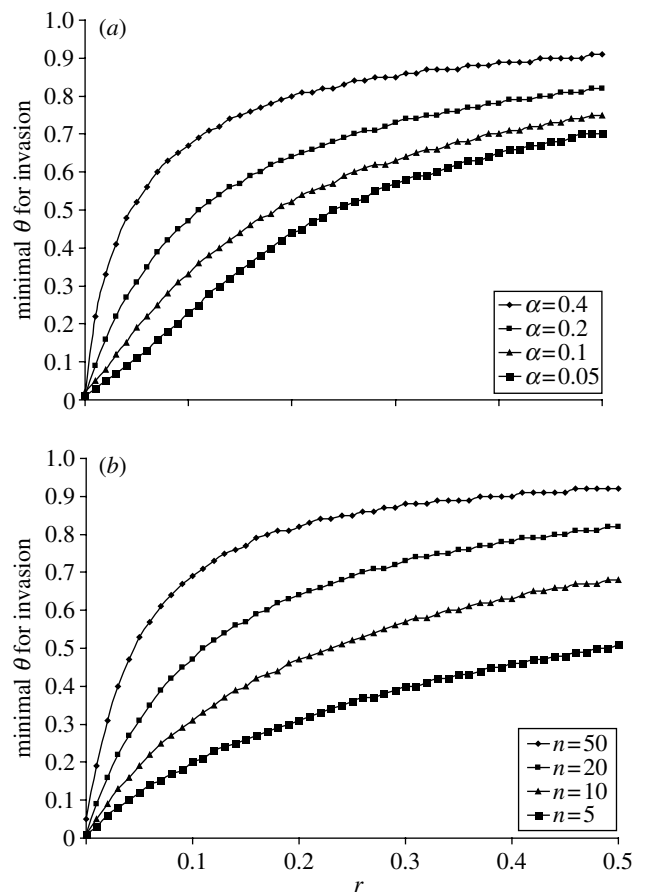 (a)
1.0
0.9
0.8
0.7
0.6
0.5
0.4
0.3
0.2
0.1
0
minimal θ for invasion
α=0.4
α=0.2
α=0.1
α=0.05
(b)
1.0
0.9
0.8
0.7
0.6
0.5
0.4
0.3
0.2
0.1
0
minimal θ for invasion
n=50
n=20
n=10
n=5
0.1 0.2 0.3 0.4 0.5
r